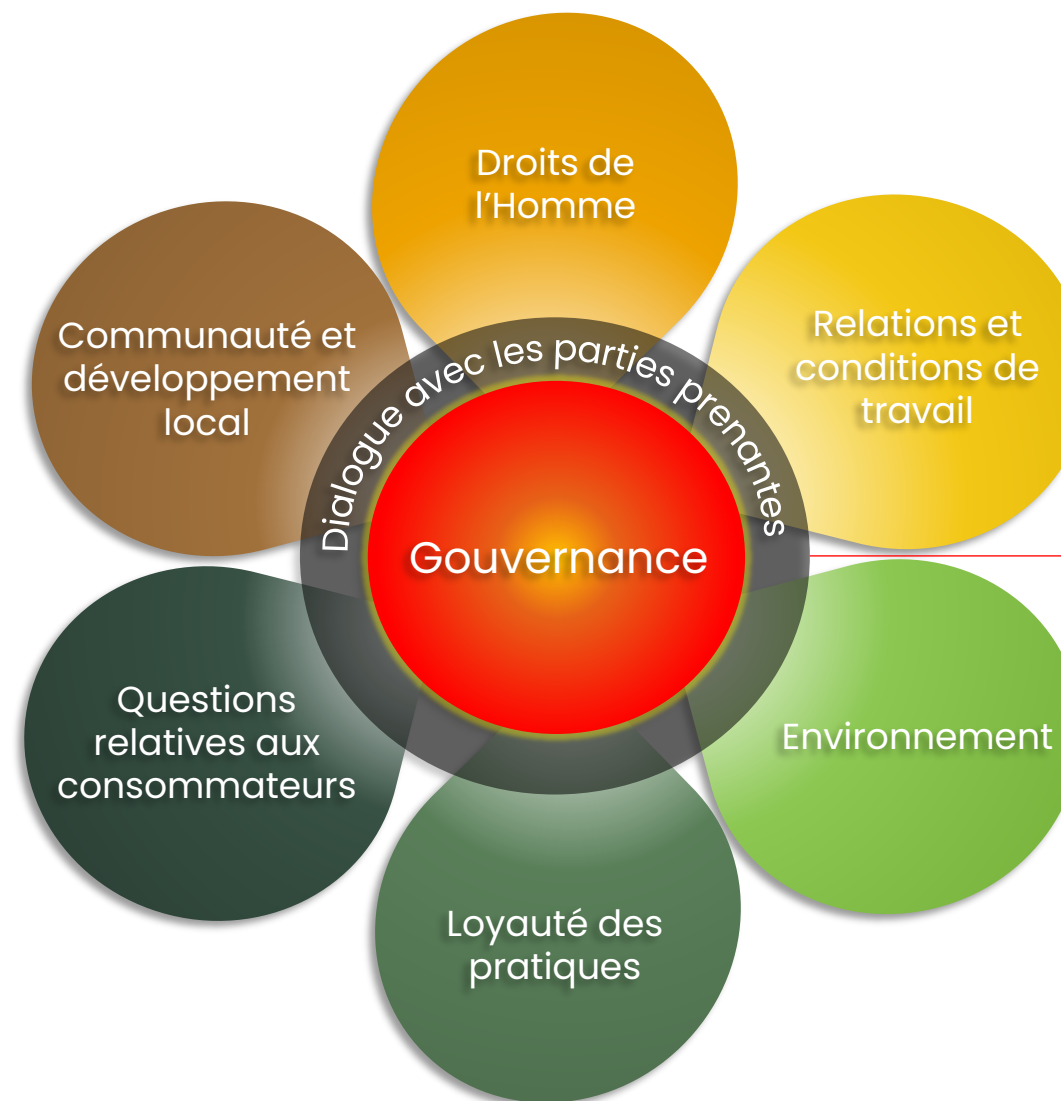 Droits de
l’Homme
Relations et
conditions de
travail
Communauté et
développement
local
Dialogue avec les parties prenantes
Gouvernance
Environnement
Questions
relatives aux
consommateurs
Loyauté des
pratiques